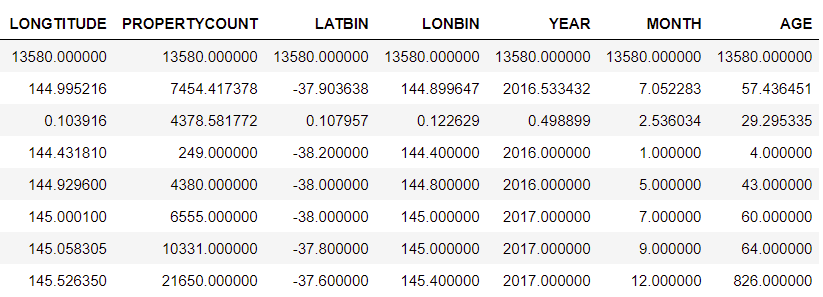 LONGTITUDE PROPERTYCOUNT LATBIN LONBIN YEAR MONTH AGE
13580.000000 13580.000000 13580.000000 13580.000000 13580.000000 13580.000000 13580.000000
144.995216 7454.417378 -37.903638 144.899647 2016.533432 7.052283 57.436451
0.103916 4378.581772 0.107957 0.122629 0.498899 2.536034 29.295335
144.431810 249.000000 -38.200000 144.400000 2016.000000 1.000000 4.000000
144.929600 4380.000000 -38.000000 144.800000 2016.000000 5.000000 43.000000
145.000100 6555.000000 -38.000000 145.000000 2017.000000 7.000000 60.000000
145.058305 10331.000000 -37.800000 145.000000 2017.000000 9.000000 64.000000
145.526350 21650.000000 -37.600000 145.400000 2017.000000 12.000000 826.000000